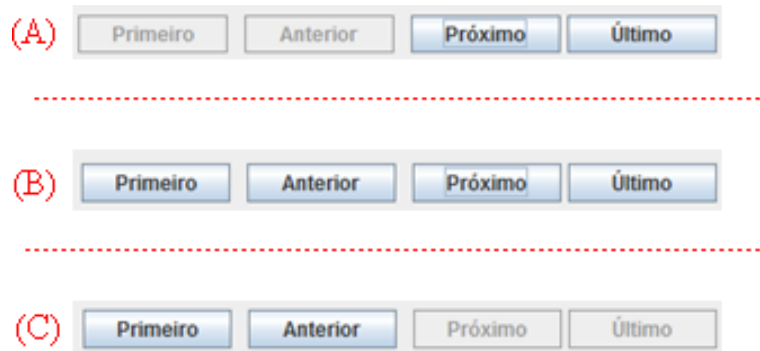 (A) Primeiro Anterior Próximo Último
(B) Primeiro Anterior Próximo Último
(C) Primeiro Anterior Próximo Último